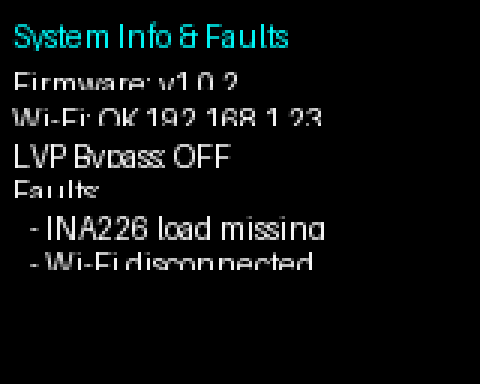 System Info & Faults
Firmware: v1.0.2
Wi-Fi: OK 192.168.1.23
LVP Bypass: OFF
Faults:
- INA226 load missing
- Wi-Fi disconnected